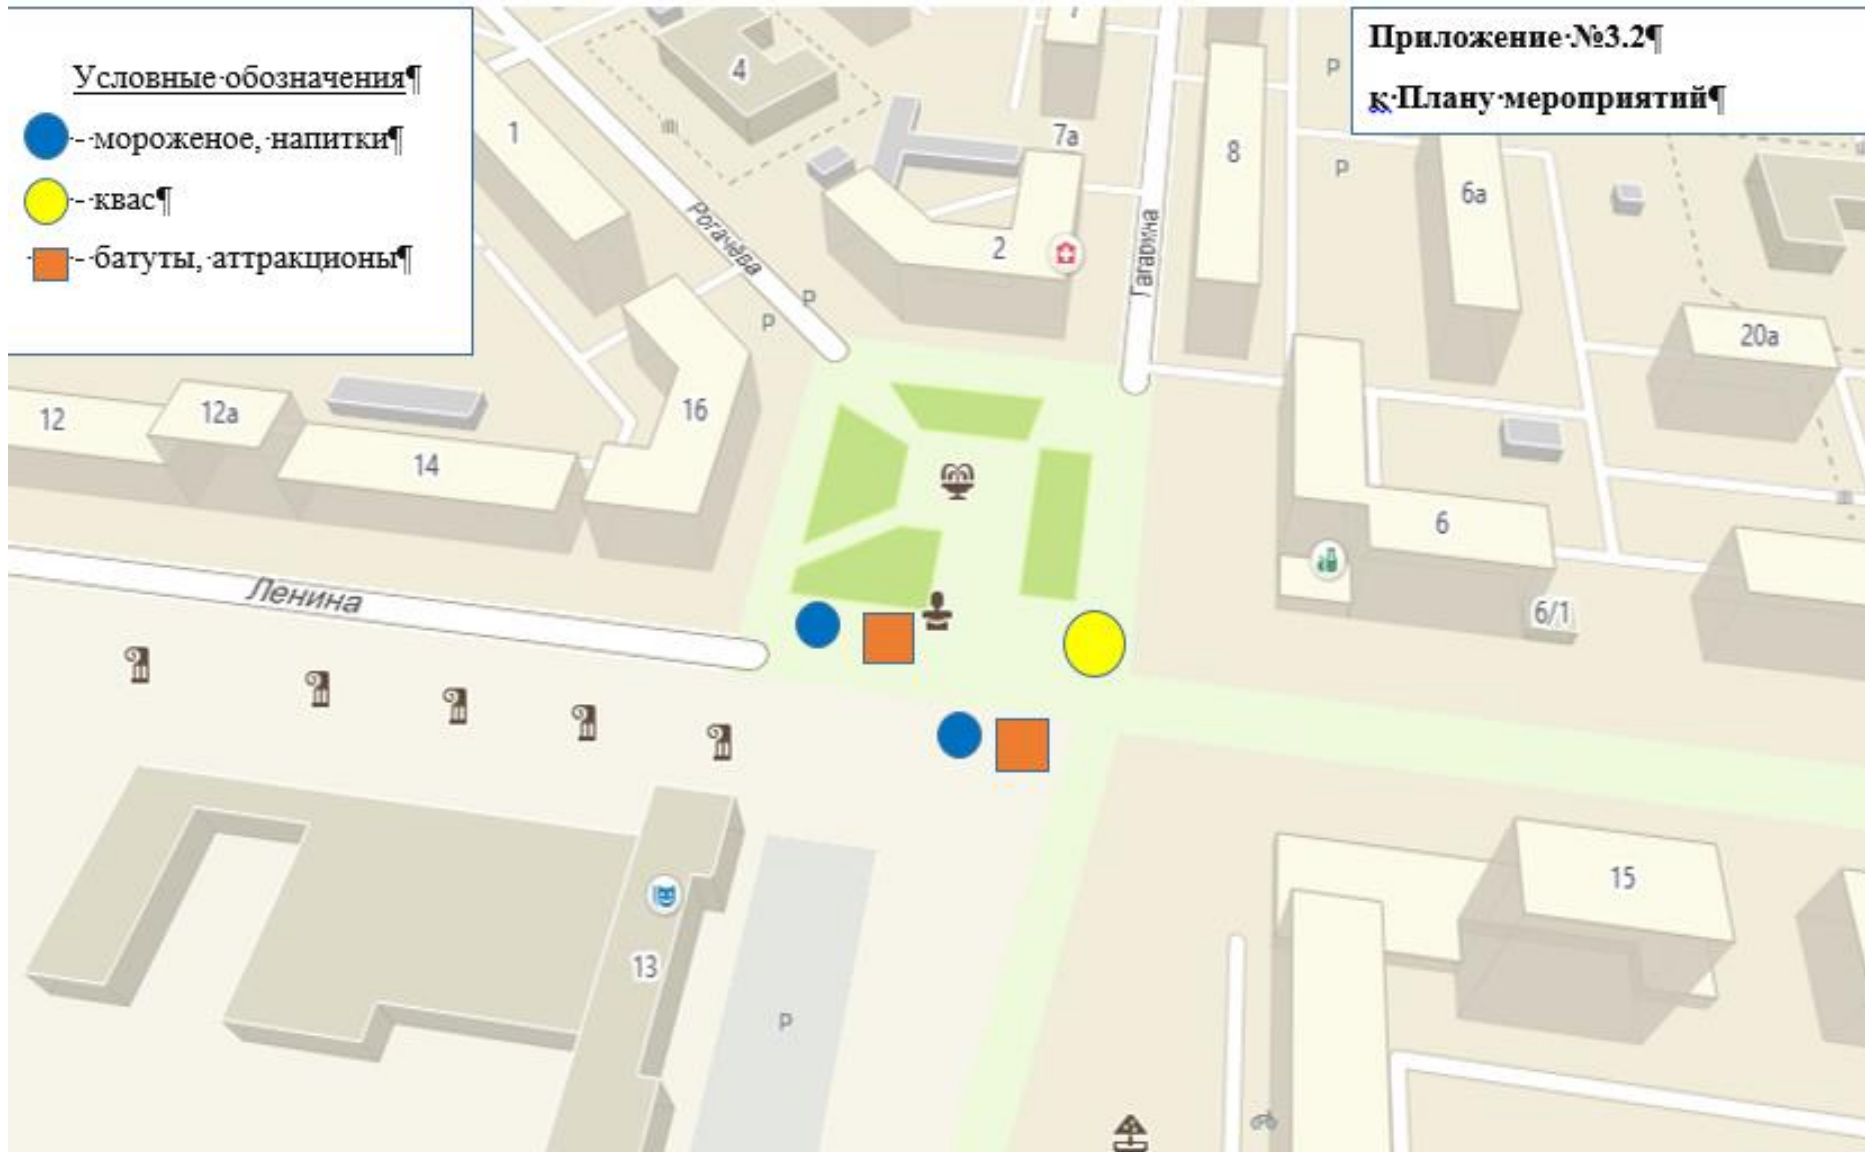 Условные·обозначения¶
·-·мороженое,·напитки¶
·-·квас¶
·-·батуты,·аттракционы¶
Приложение·№3.2¶
к·Плану·мероприятий¶
4
1
7а
8
P
P
6а
Рогачёва
2
Гагарина
P
P
20а
12
12а
14
16
6
6/1
Ленина
15
13
P